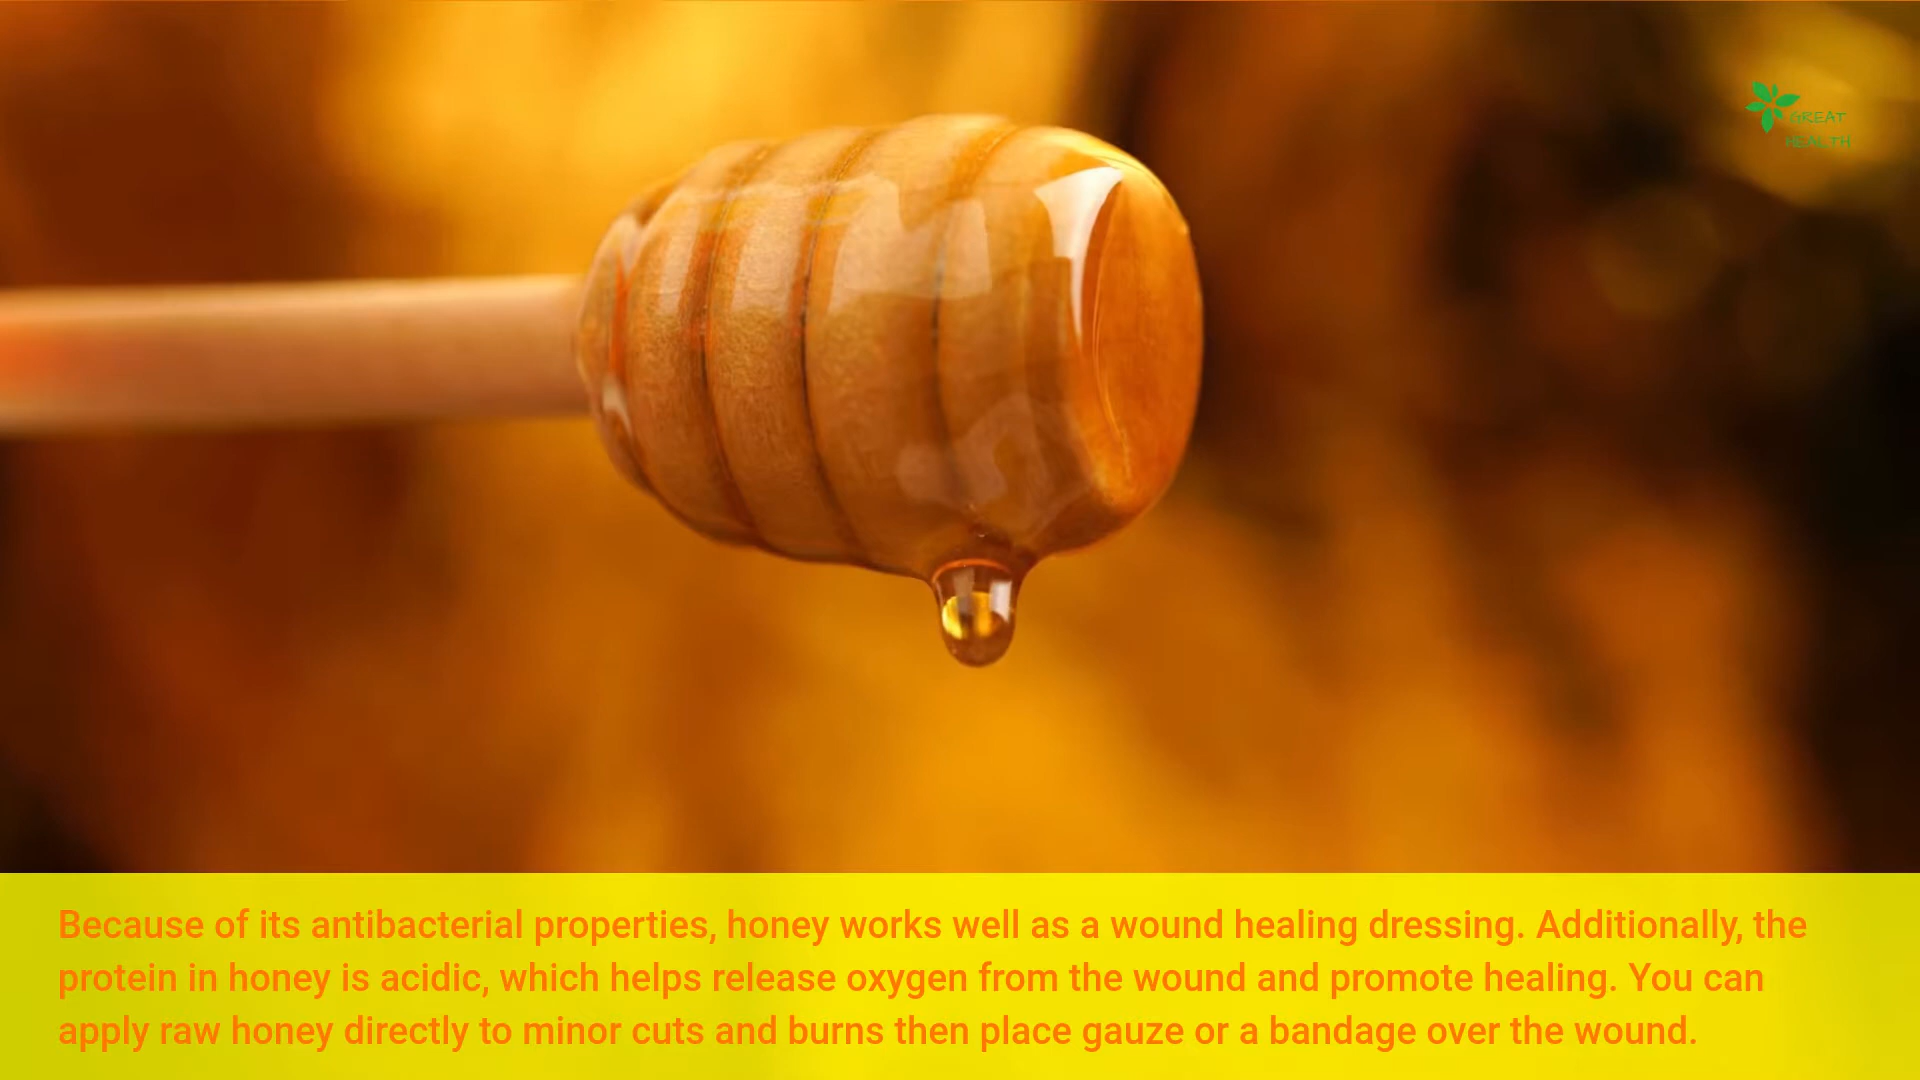 GREAT
HEALTH
Because of its antibacterial properties, honey works well as a wound healing dressing. Additionally, the
protein in honey is acidic, which helps release oxygen from the wound and promote healing. You can
apply raw honey directly to minor cuts and burns then place gauze or a bandage over the wound.